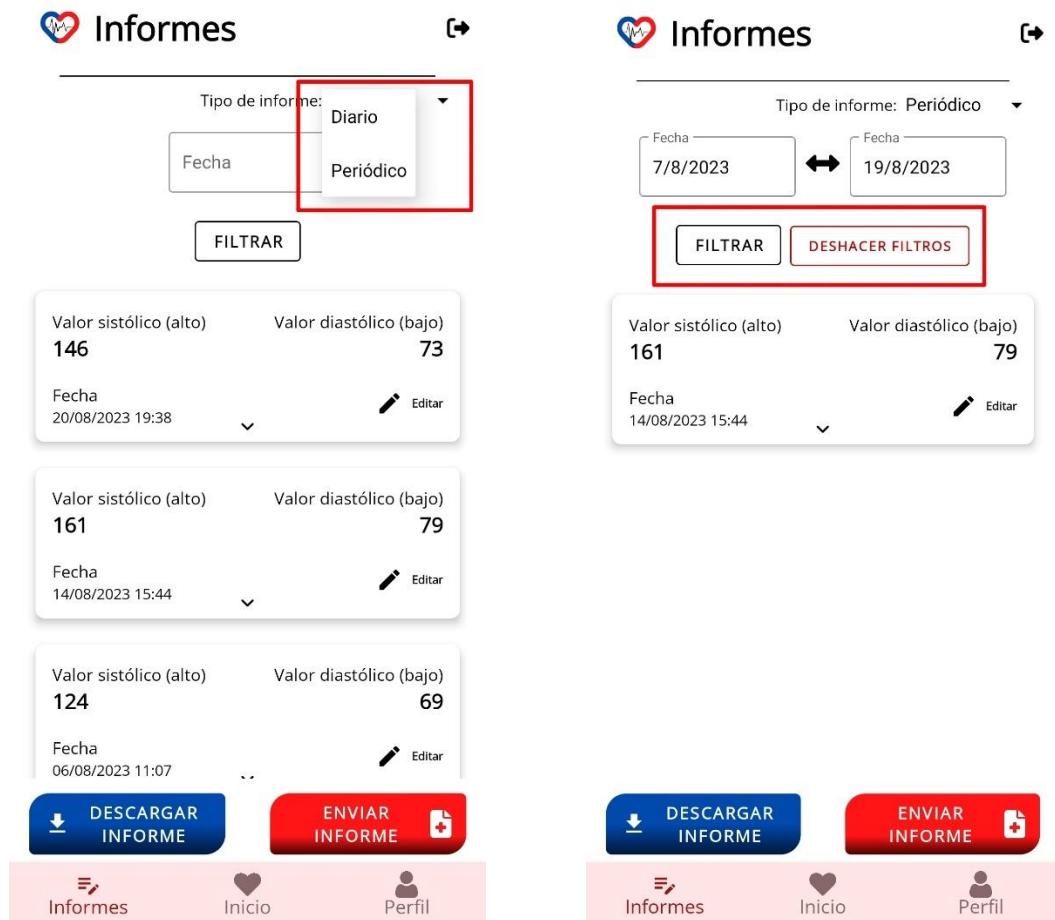 Informes
Tipo de informe:
Diario
Periódico
Fecha
FILTRAR
Valor sistólico (alto) Valor diastólico (bajo)
146 73
Fecha
20/08/2023 19:38 Editar
Valor sistólico (alto) Valor diastólico (bajo)
161 79
Fecha
14/08/2023 15:44 Editar
Valor sistólico (alto) Valor diastólico (bajo)
124 69
Fecha
06/08/2023 11:07 Editar
DESCARGAR
INFORME
ENVIAR
INFORME
Informes Inicio Perfil
Informes
Tipo de informe: Periódico
Fecha Fecha
7/8/2023 19/8/2023
FILTRAR DESHACER FILTROS
Valor sistólico (alto) Valor diastólico (bajo)
161 79
Fecha
14/08/2023 15:44 Editar
DESCARGAR
INFORME
ENVIAR
INFORME
Informes Inicio Perfil